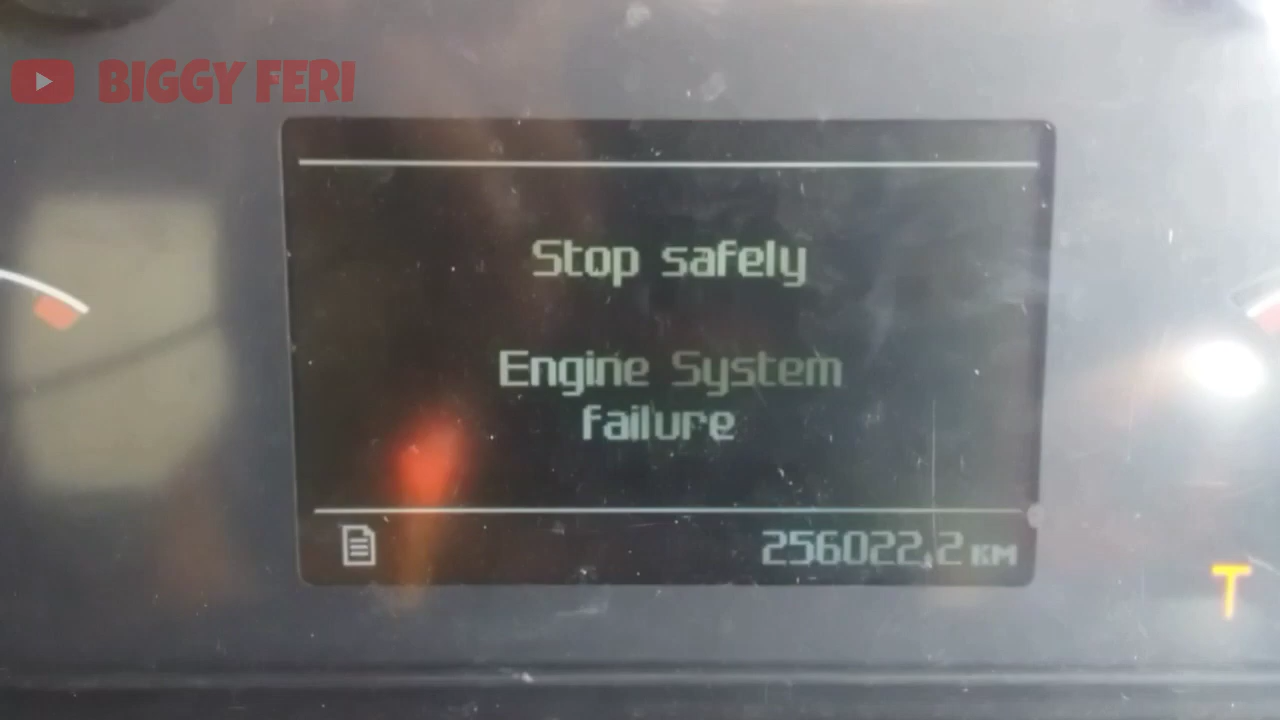 BIGGY FERI
Stop safely
Engine System
failure
256022.2 KM
T